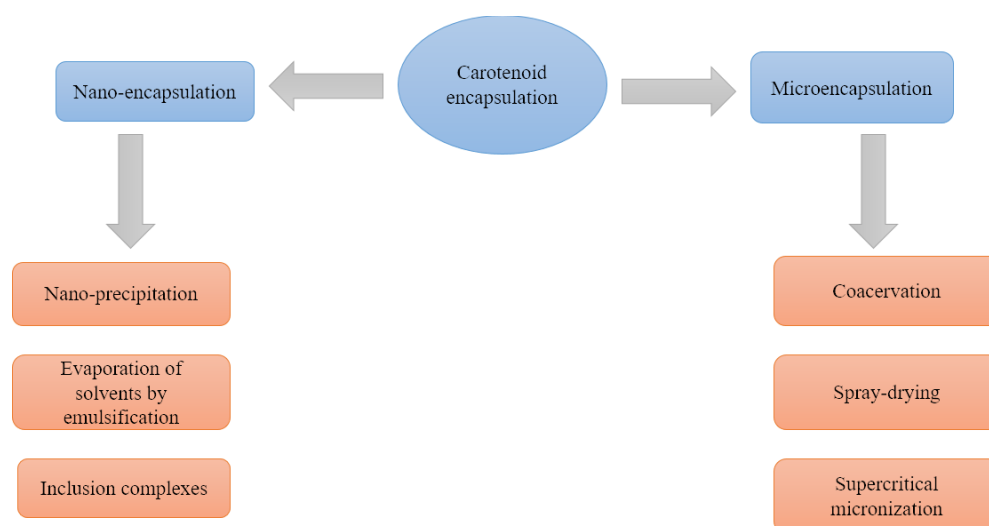 Carotenoid
encapsulation
Nano-encapsulation
Microencapsulation
Nano-precipitation
Evaporation of
solvents by
emulsification
Inclusion complexes
Coacervation
Spray-drying
Supercritical
micronization